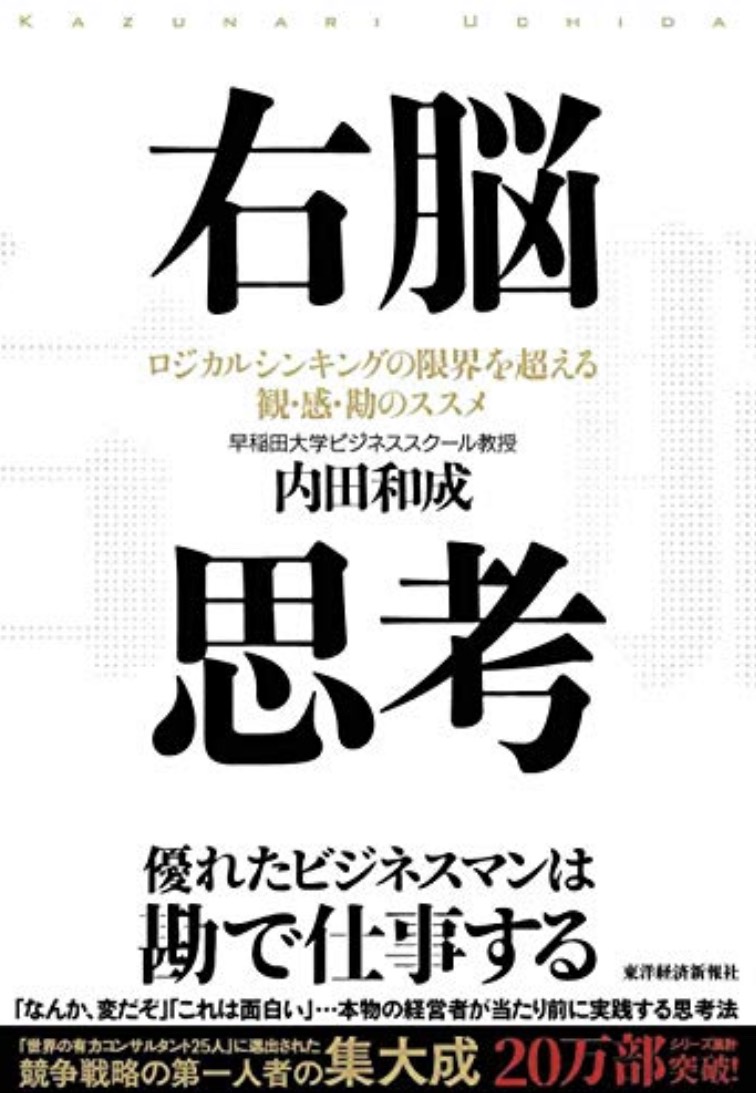 KAZUNARI UCHIDA
右脳
ロジカルシンキングの限界を超える
観・感・勘のススメ
早稲田大学ビジネススクール教授
内田和成
思考
優れたビジネスマンは
勘で仕事する
東洋経済新報社
「なんか、変だぞ」「これは面白い」…本物の経営者が当たり前に実践する思考法
「世界の有力コンサルタント25人」に選出された
競争戦略の第一人者の集大成
20万部
シリーズ累計
突破!